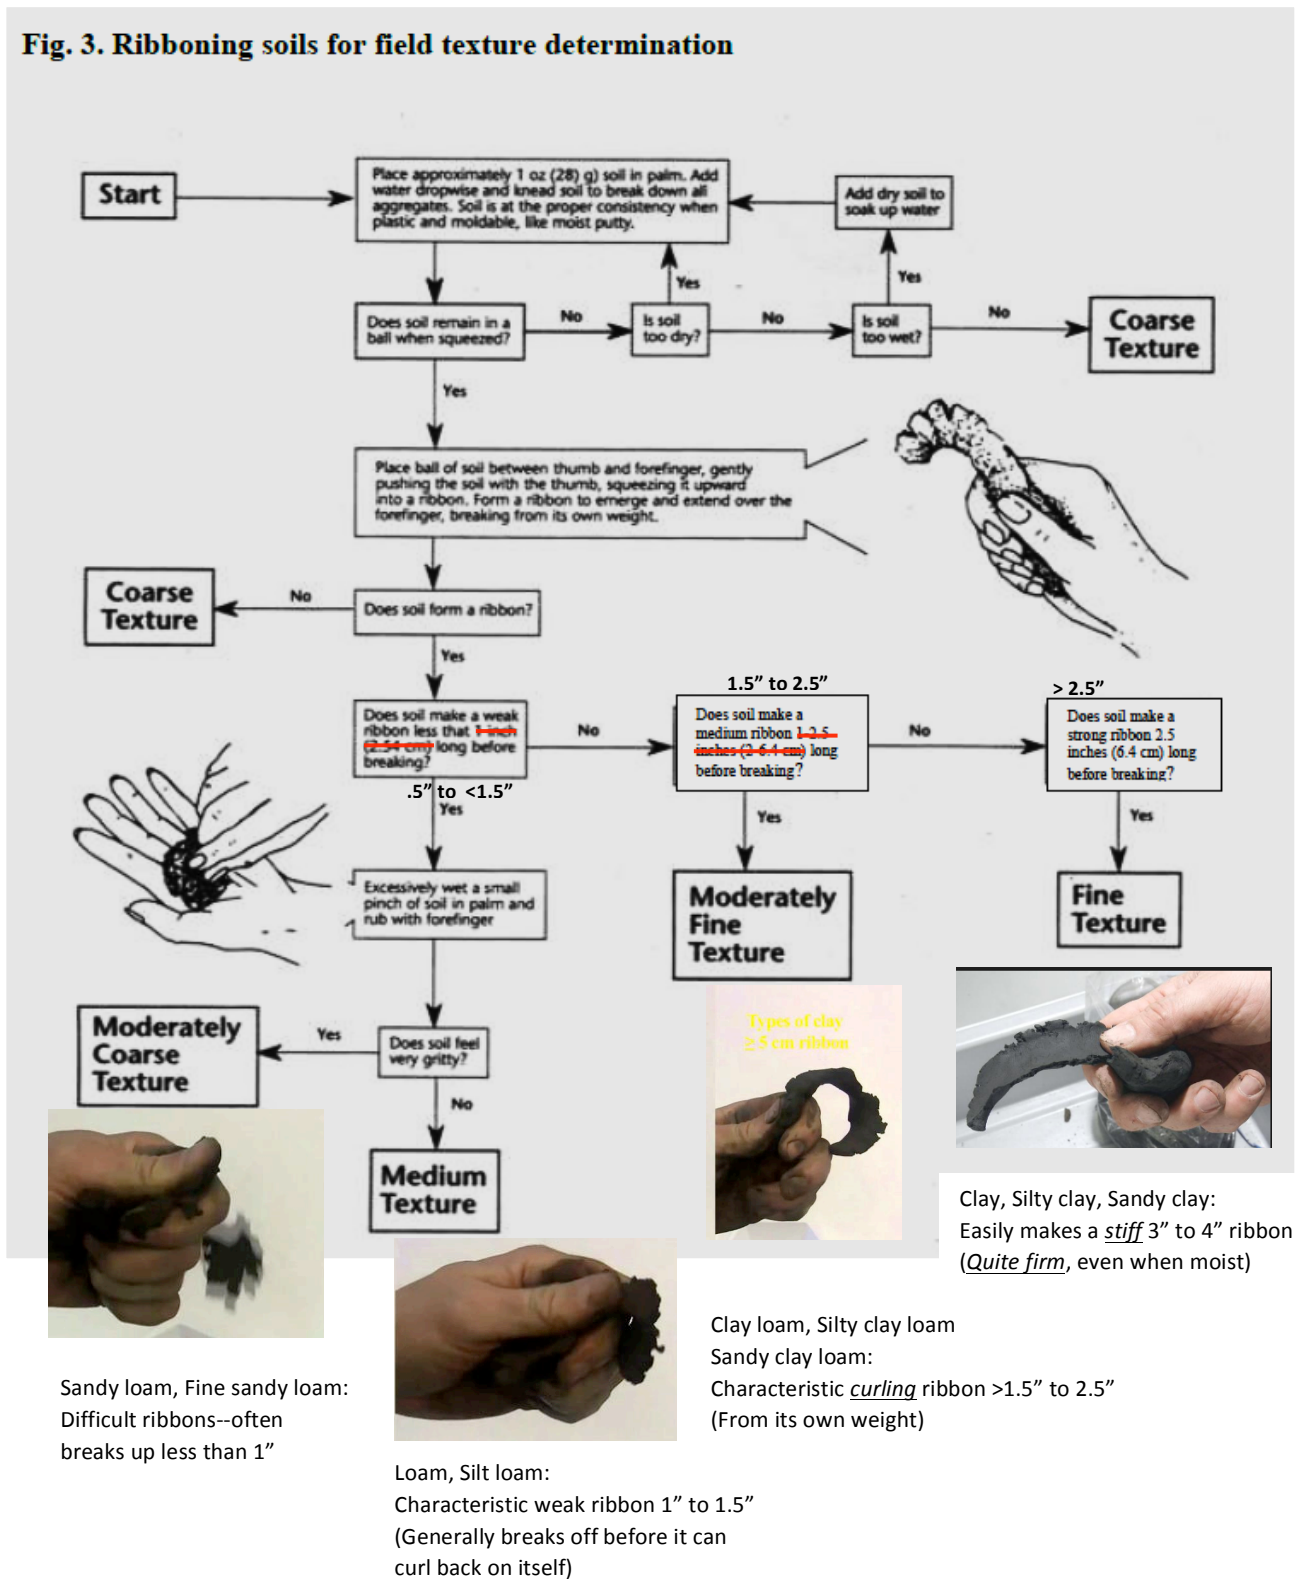 Fig. 3. Ribboning soils for field texture determination
Start
Place approximately 1 oz (28) g) soil in palm. Add
water dropwise and knead soil to break down all
aggregates. Soil is at the proper consistency when
plastic and moldable, like moist putty.
Add dry soil to
soak up water
Yes
Yes
Does soil remain in a
ball when squeezed?
No
Is soil
too dry?
No
Is soil
too wet?
No
Coarse
Texture
Yes
Place ball of soil between thumb and forefinger, gently
pushing the soil with the thumb, squeezing it upward
into a ribbon. Form a ribbon to emerge and extend over the
forefinger, breaking from its own weight.
Coarse
Texture
No
Does soil form a ribbon?
Yes
1.5” to 2.5”
> 2.5”
Does soil make a weak
ribbon less that 1 inch
(2.54 cm) long before
breaking?
No
Does soil make a
medium ribbon 1-2.5
inches (2-6.4 cm) long
before breaking?
No
Does soil make a
strong ribbon 2.5
inches (6.4 cm) long
before breaking?
.5” to <1.5”
Yes
Yes
Yes
Excessively wet a small
pinch of soil in palm and
rub with forefinger
Moderately
Fine
Texture
Fine
Texture
Moderately
Coarse
Texture
Yes
Does soil feel
very gritty?
No
Medium
Texture
Types of clay
≥ 5 cm ribbon
Clay, Silty clay, Sandy clay:
Easily makes a stiff 3” to 4” ribbon
(Quite firm, even when moist)
Clay loam, Silty clay loam
Sandy clay loam:
Characteristic curling ribbon >1.5” to 2.5”
(From its own weight)
Sandy loam, Fine sandy loam:
Difficult ribbons--often
breaks up less than 1”
Loam, Silt loam:
Characteristic weak ribbon 1” to 1.5”
(Generally breaks off before it can
curl back on itself)